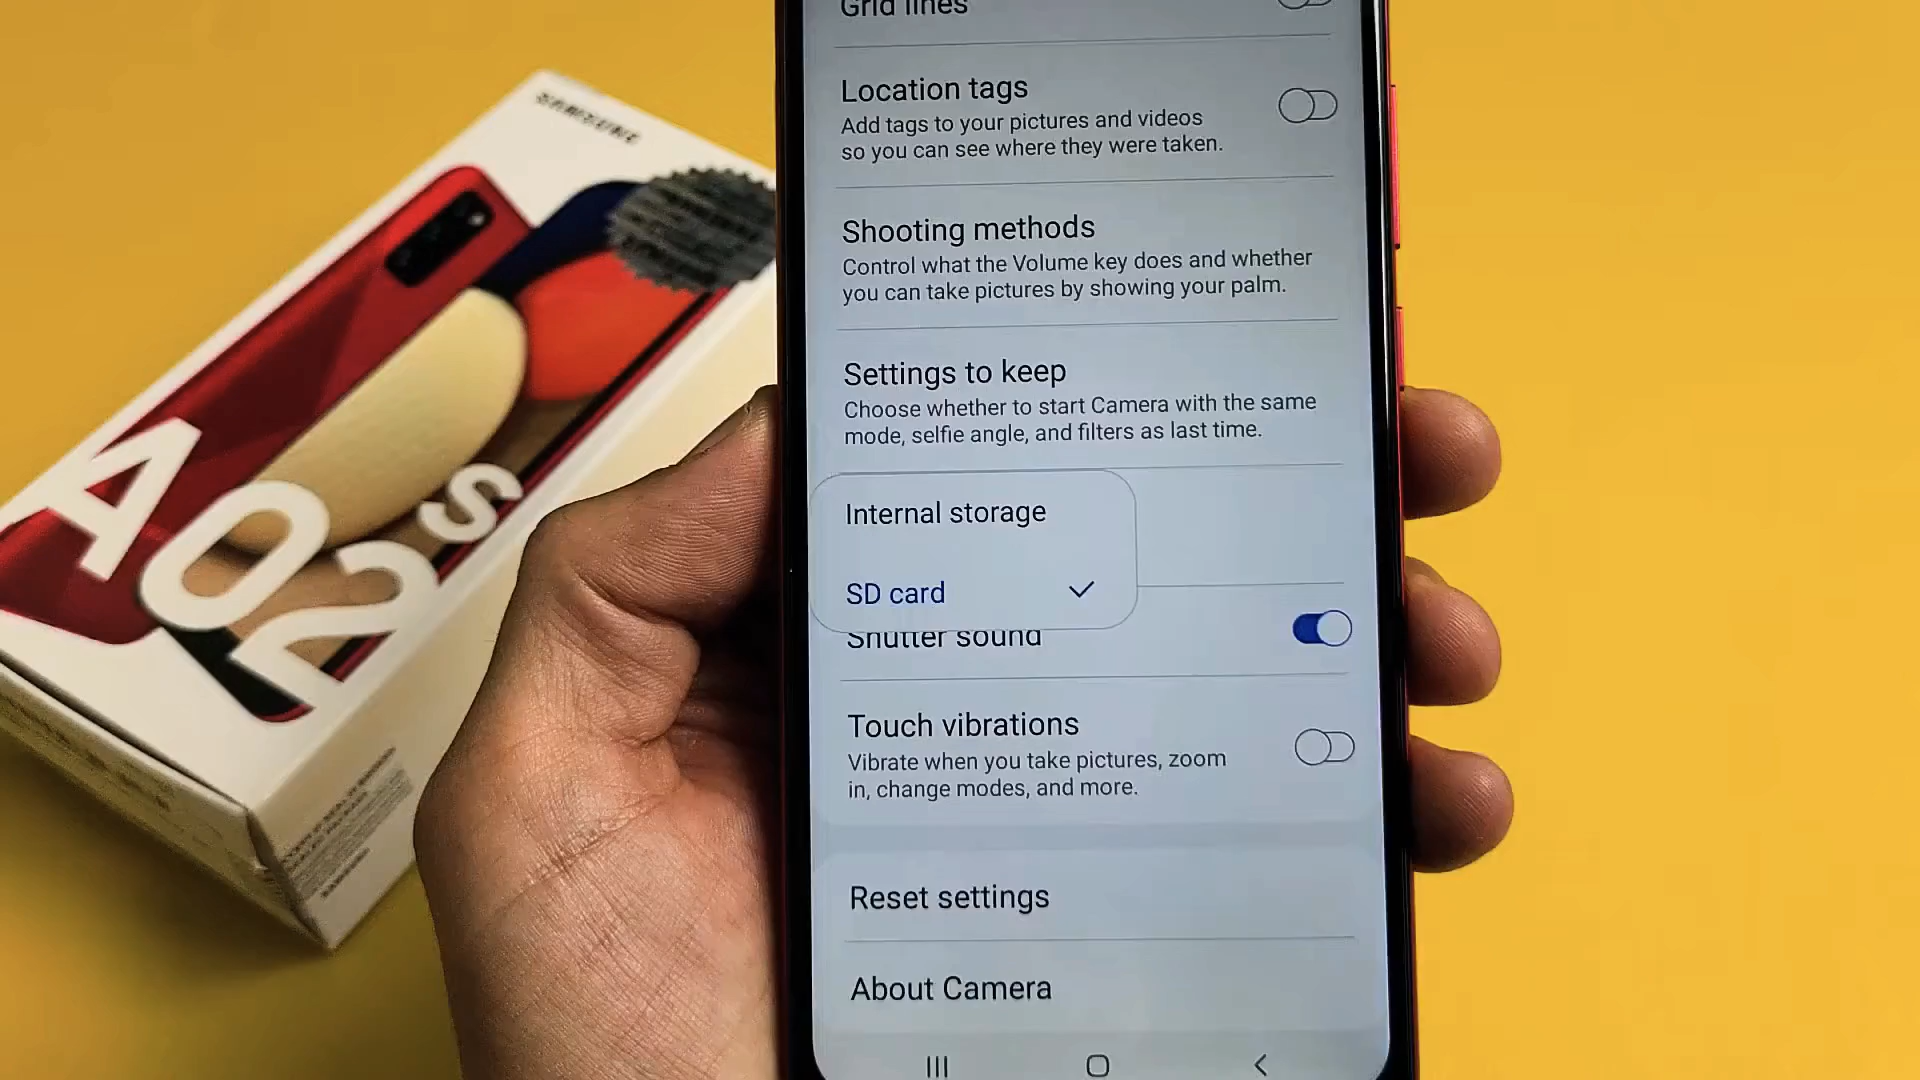 SAMSUNG
A02s
Grid lines
Location tags
Add tags to your pictures and videos
so you can see where they were taken.
Shooting methods
Control what the Volume key does and whether
you can take pictures by showing your palm.
Settings to keep
Choose whether to start Camera with the same
mode, selfie angle, and filters as last time.
Internal storage
SD card
Shutter sound
Touch vibrations
Vibrate when you take pictures, zoom
in, change modes, and more.
Reset settings
About Camera